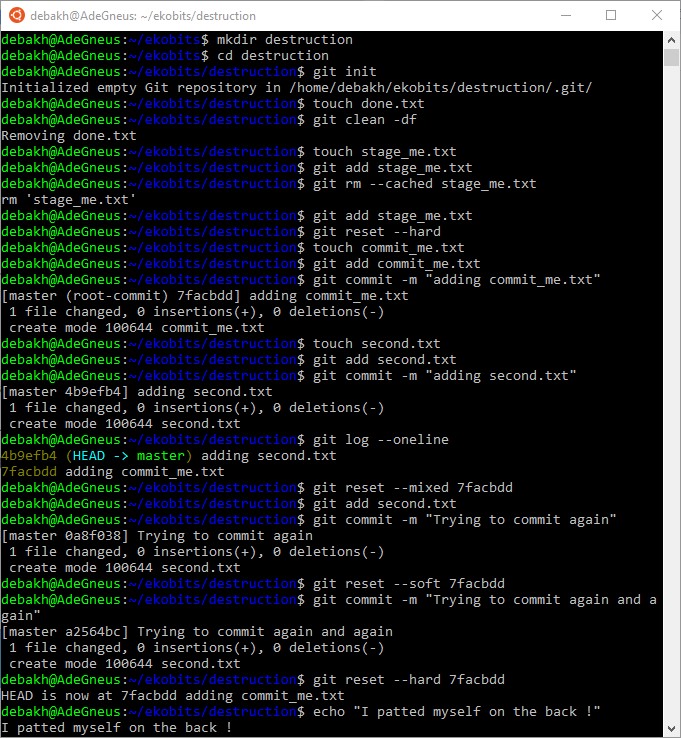 debakh@AdeGneus: ~/ekobits/destruction
debakh@AdeGneus:~/ekobits$ mkdir destruction
debakh@AdeGneus:~/ekobits$ cd destruction
debakh@AdeGneus:~/ekobits/destruction$ git init
Initialized empty Git repository in /home/debakh/ekobits/destruction/.git/
debakh@AdeGneus:~/ekobits/destruction$ touch done.txt
debakh@AdeGneus:~/ekobits/destruction$ git clean -df
Removing done.txt
debakh@AdeGneus:~/ekobits/destruction$ touch stage_me.txt
debakh@AdeGneus:~/ekobits/destruction$ git add stage_me.txt
debakh@AdeGneus:~/ekobits/destruction$ git rm --cached stage_me.txt
rm 'stage_me.txt'
debakh@AdeGneus:~/ekobits/destruction$ git add stage_me.txt
debakh@AdeGneus:~/ekobits/destruction$ git reset --hard
debakh@AdeGneus:~/ekobits/destruction$ touch commit_me.txt
debakh@AdeGneus:~/ekobits/destruction$ git add commit_me.txt
debakh@AdeGneus:~/ekobits/destruction$ git commit -m "adding commit_me.txt"
[master (root-commit) 7facbdd] adding commit_me.txt
 1 file changed, 0 insertions(+), 0 deletions(-)
 create mode 100644 commit_me.txt
debakh@AdeGneus:~/ekobits/destruction$ touch second.txt
debakh@AdeGneus:~/ekobits/destruction$ git add second.txt
debakh@AdeGneus:~/ekobits/destruction$ git commit -m "adding second.txt"
[master 4b9efb4] adding second.txt
 1 file changed, 0 insertions(+), 0 deletions(-)
 create mode 100644 second.txt
debakh@AdeGneus:~/ekobits/destruction$ git log --oneline
4b9efb4 (HEAD -> master) adding second.txt
7facbdd adding commit_me.txt
debakh@AdeGneus:~/ekobits/destruction$ git reset --mixed 7facbdd
debakh@AdeGneus:~/ekobits/destruction$ git add second.txt
debakh@AdeGneus:~/ekobits/destruction$ git commit -m "Trying to commit again"
[master 0a8f038] Trying to commit again
 1 file changed, 0 insertions(+), 0 deletions(-)
 create mode 100644 second.txt
debakh@AdeGneus:~/ekobits/destruction$ git reset --soft 7facbdd
debakh@AdeGneus:~/ekobits/destruction$ git commit -m "Trying to commit again and a
gain"
[master a2564bc] Trying to commit again and again
 1 file changed, 0 insertions(+), 0 deletions(-)
 create mode 100644 second.txt
debakh@AdeGneus:~/ekobits/destruction$ git reset --hard 7facbdd
HEAD is now at 7facbdd adding commit_me.txt
debakh@AdeGneus:~/ekobits/destruction$ echo "I patted myself on the back !"
I patted myself on the back !